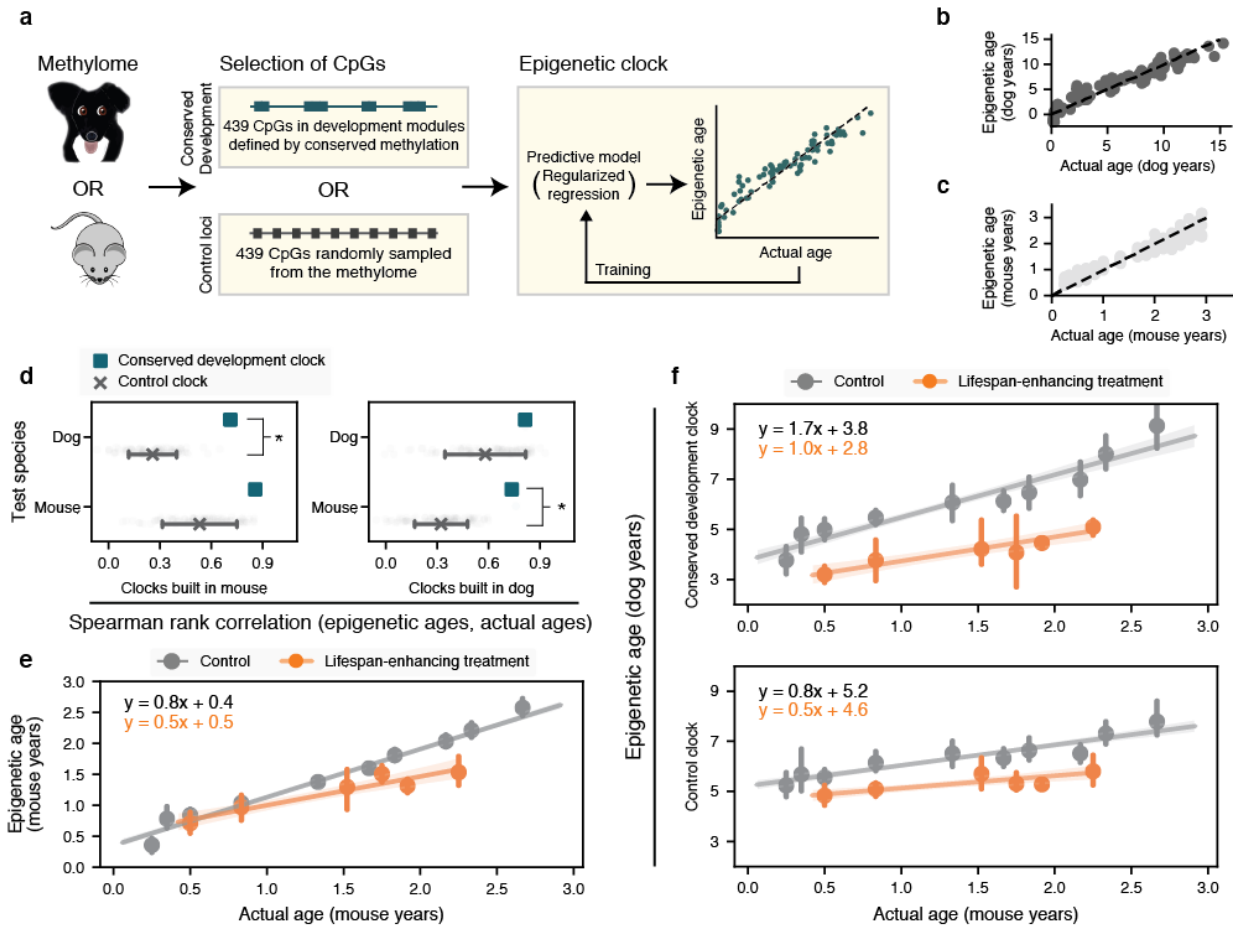 a
Methylome
OR
Selection of CpGs
Conserved
Development
439 CpGs in development modules
defined by conserved methylation
OR
Control loci
439 CpGs randomly sampled
from the methylome
Epigenetic clock
Predictive model
(Regularized
regression)
Training
Epigenetic age
Actual age
b
Epigenetic age
(dog years)
15
10
5
0
0 5 10 15
Actual age (dog years)
c
Epigenetic age
(mouse years)
3
2
1
0
0 1 2 3
Actual age (mouse years)
d
Conserved development clock
Control clock
Test species
Dog
Mouse
*
*
0.0 0.3 0.6 0.9
0.0 0.3 0.6 0.9
Clocks built in mouse
Clocks built in dog
Spearman rank correlation (epigenetic ages, actual ages)
e
Control
Lifespan-enhancing treatment
y = 0.8x + 0.4
y = 0.5x + 0.5
Epigenetic age
(mouse years)
3.0
2.5
2.0
1.5
1.0
0.5
0.0
0.0 0.5 1.0 1.5 2.0 2.5 3.0
Actual age (mouse years)
f
Control
Lifespan-enhancing treatment
Epigenetic age (dog years)
Conserved development clock
y = 1.7x + 3.8
y = 1.0x + 2.8
9
7
5
3
0.0 0.5 1.0 1.5 2.0 2.5 3.0
Control clock
y = 0.8x + 5.2
y = 0.5x + 4.6
9
7
5
3
0.0 0.5 1.0 1.5 2.0 2.5 3.0
Actual age (mouse years)